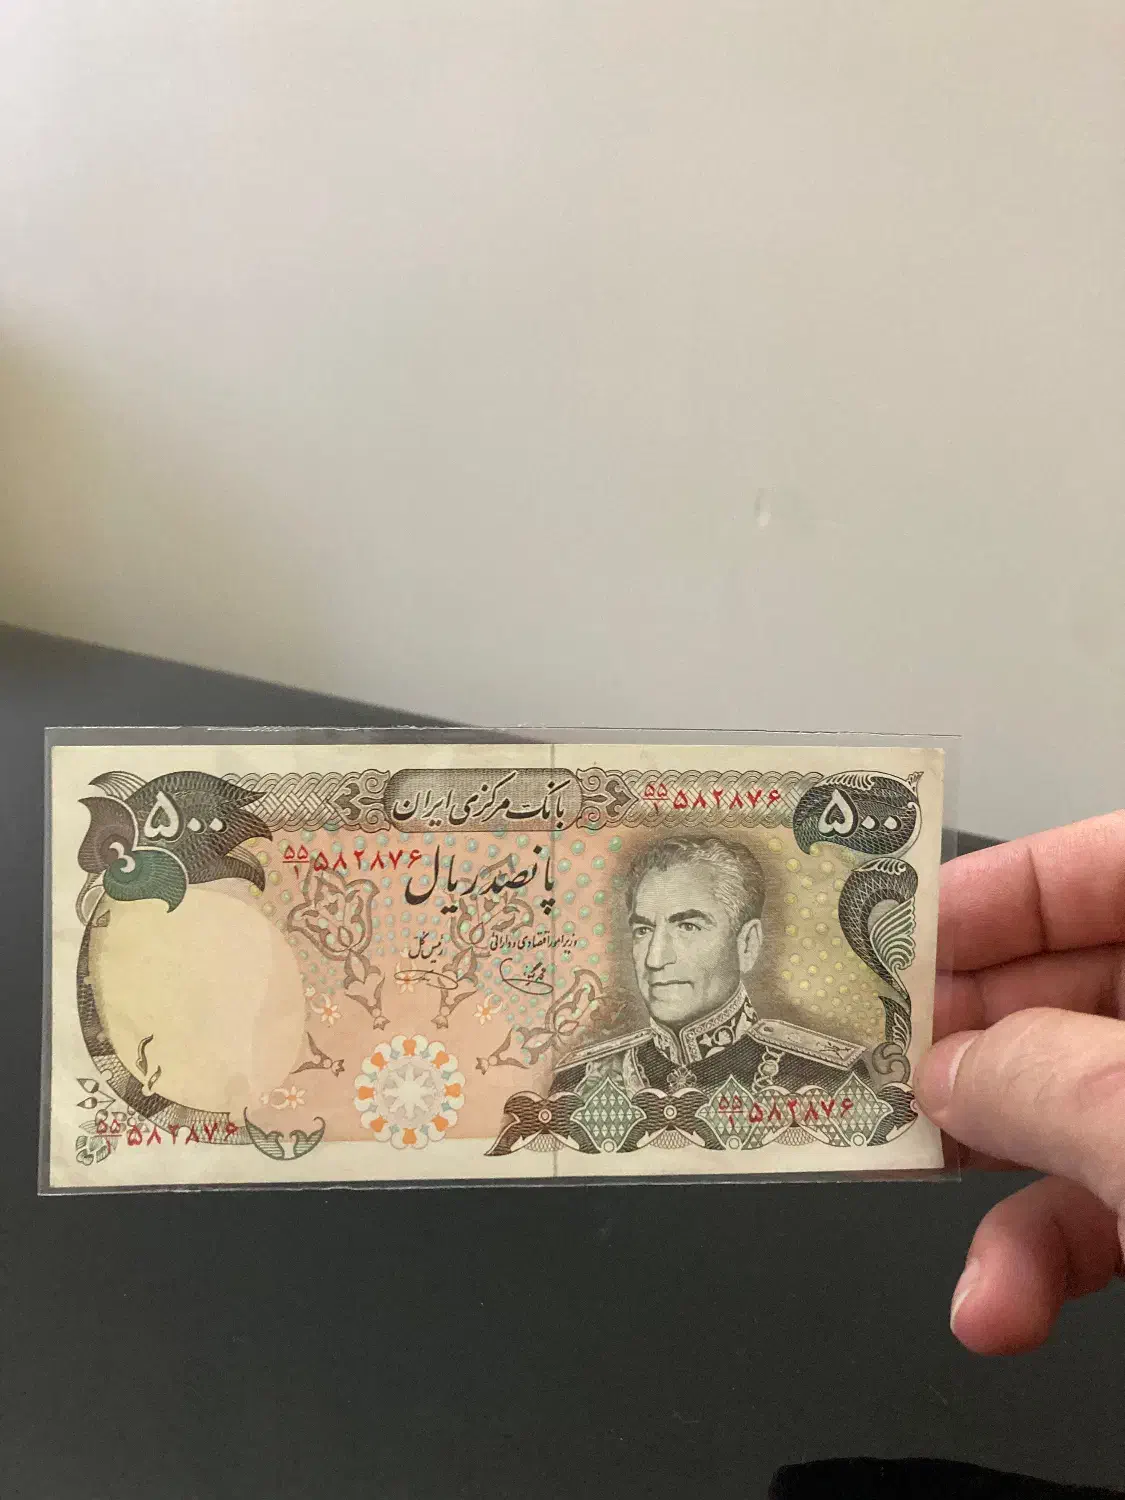 بانک مرکزی ایران
۵۰۰
۵۵/۱ ۵۸۲۸۷۶
۵۰۰
پانصد ریال
۵۵/۱ ۵۸۲۸۷۶
وزیر امور اقتصادی و دارائی
رئیس کل
۵۵/۱ ۵۸۲۸۷۶
۵۵/۱ ۵۸۲۸۷۶